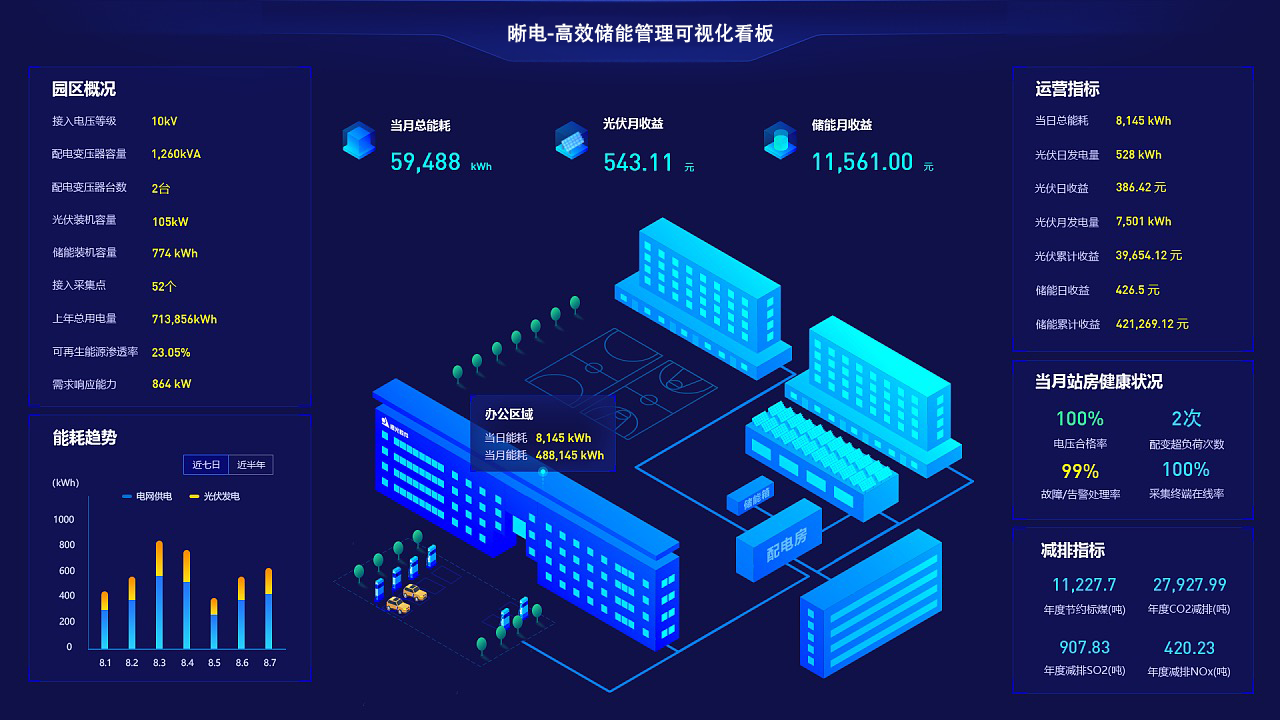 晰电-高效储能管理可视化看板
园区概况
接入电压等级 10kV
配电变压器容量 1,260kVA
配电变压器台数 2台
光伏装机容量 105kW
储能装机容量 774 kWh
接入采集点 52个
上年总用电量 713,856kWh
可再生能源渗透率 23.05%
需求响应能力 864 kW
能耗趋势
近七日 近半年
(kWh)
电网供电 光伏发电
1000
800
600
400
200
0
8.1 8.2 8.3 8.4 8.5 8.6 8.7
当月总能耗
59,488 kWh
光伏月收益
543.11 元
储能月收益
11,561.00 元
办公区域
当日能耗 8,145 kWh
当月能耗 488,145 kWh
储能箱
配电房
运营指标
当日总能耗 8,145 kWh
光伏日发电量 528 kWh
光伏日收益 386.42 元
光伏月发电量 7,501 kWh
光伏累计收益 39,654.12 元
储能日收益 426.5 元
储能累计收益 421,269.12 元
当月站房健康状况
100% 2次
电压合格率 配变超负荷次数
99% 100%
故障/告警处理率 采集终端在线率
减排指标
11,227.7 27,927.99
年度节约标煤(吨) 年度CO2减排(吨)
907.83 420.23
年度减排SO2(吨) 年度减排NOx(吨)